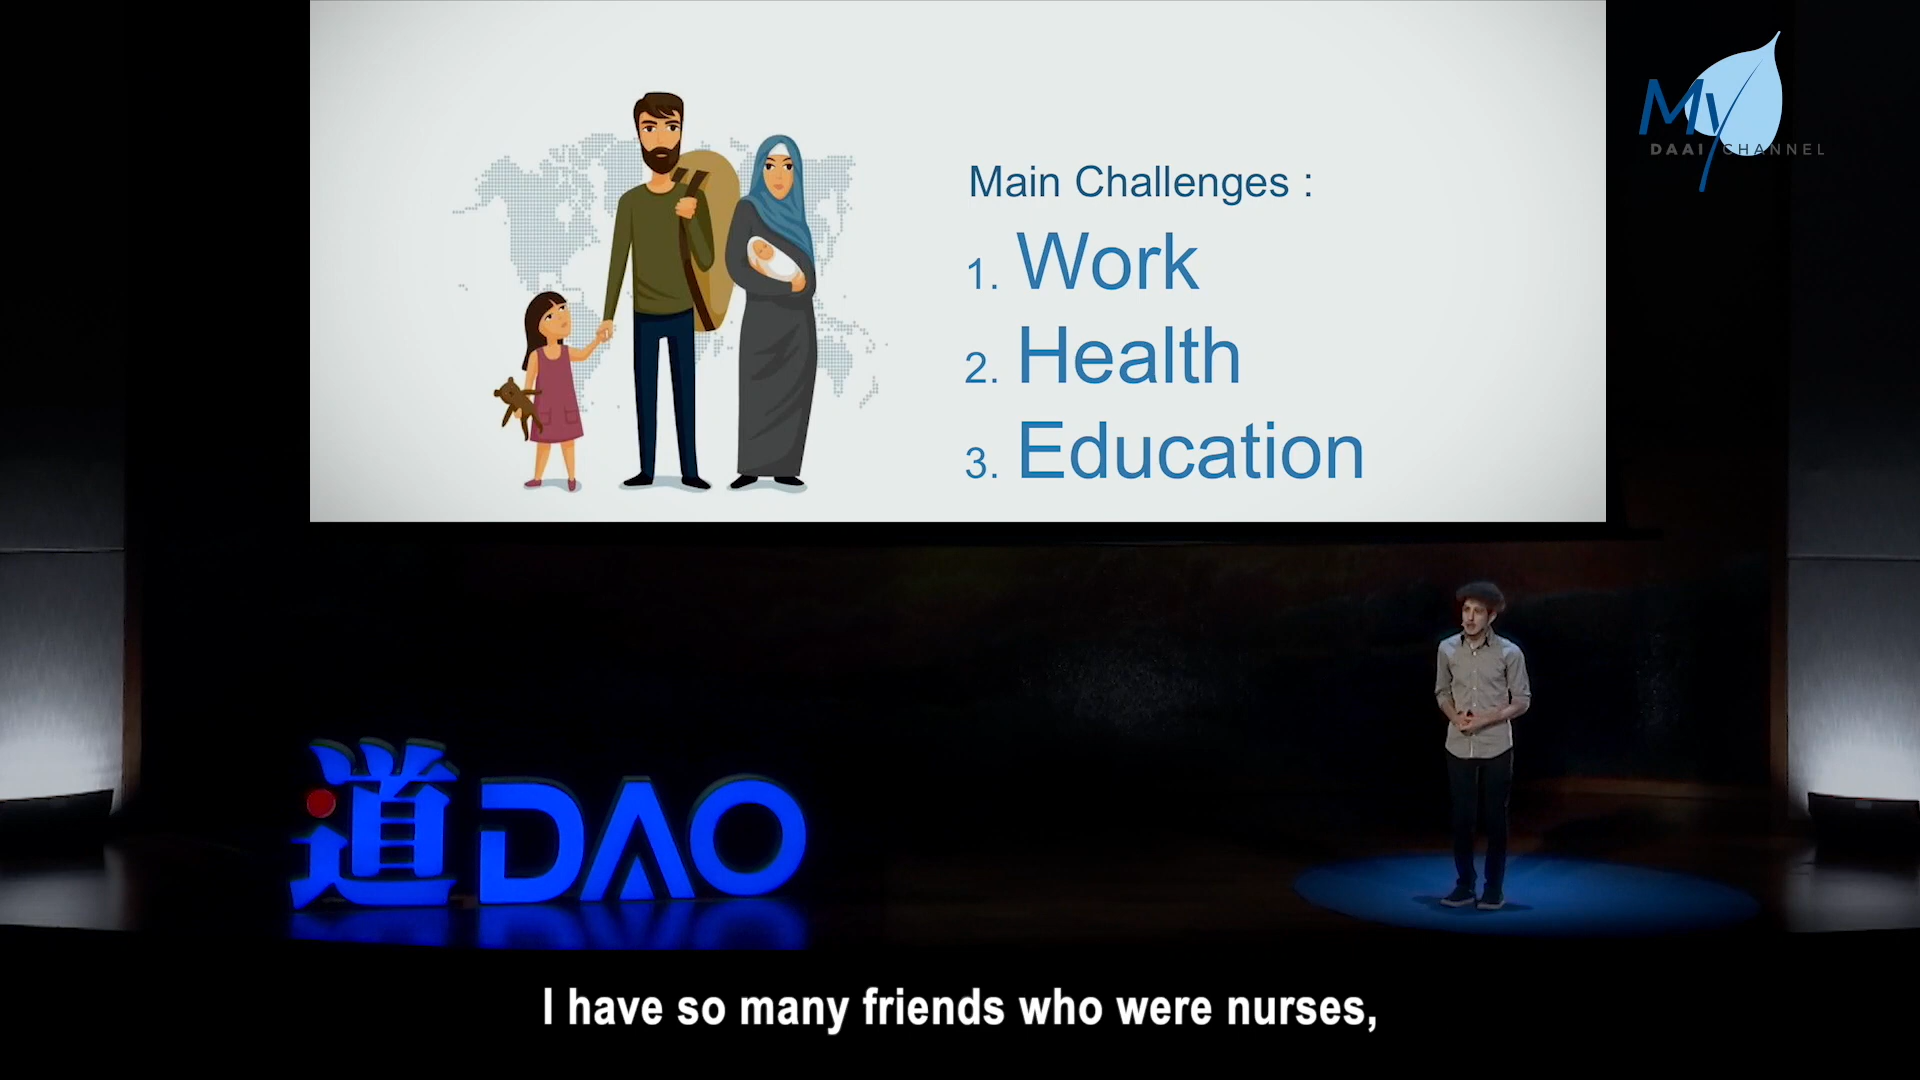 My
DAAI CHANNEL
Main Challenges :
1. Work
2. Health
3. Education
道DAO
I have so many friends who were nurses,